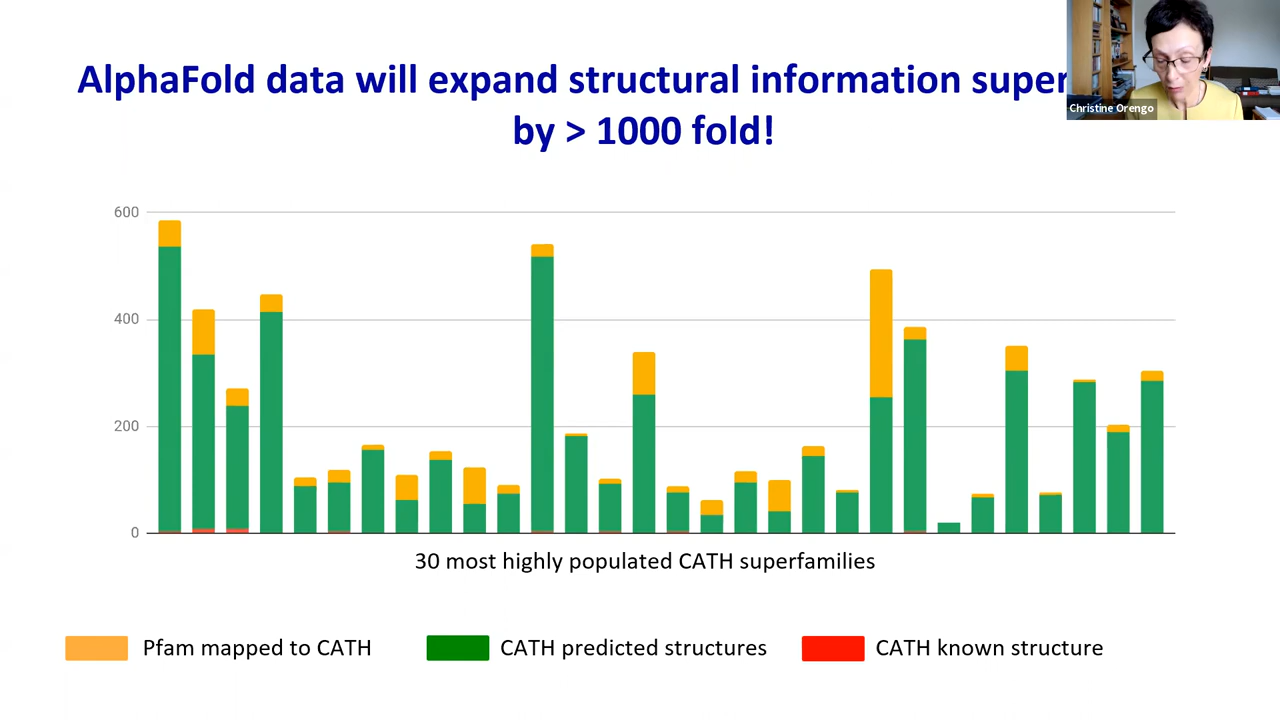 AlphaFold data will expand structural information super
by > 1000 fold!
Christine Orengo
600
400
200
0
30 most highly populated CATH superfamilies
Pfam mapped to CATH
CATH predicted structures
CATH known structure